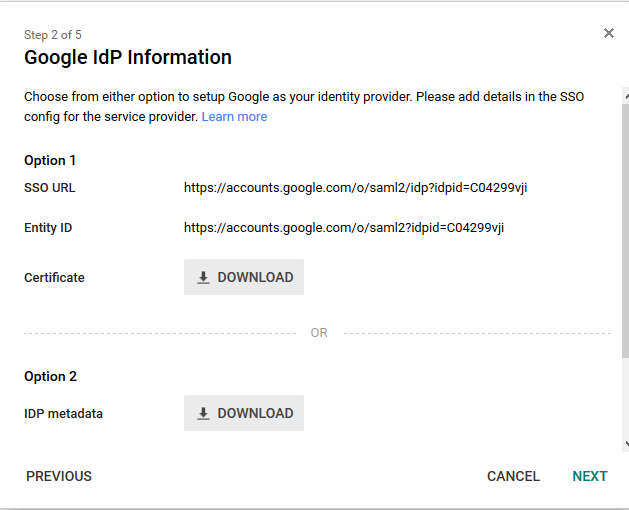 Step 2 of 5
Google IdP Information
Choose from either option to setup Google as your identity provider. Please add details in the SSO
config for the service provider. Learn more
Option 1
SSO URL https://accounts.google.com/o/saml2/idp?idpid=C04299vji
Entity ID https://accounts.google.com/o/saml2?idpid=C04299vji
Certificate DOWNLOAD
OR
Option 2
IDP metadata DOWNLOAD
PREVIOUS CANCEL NEXT